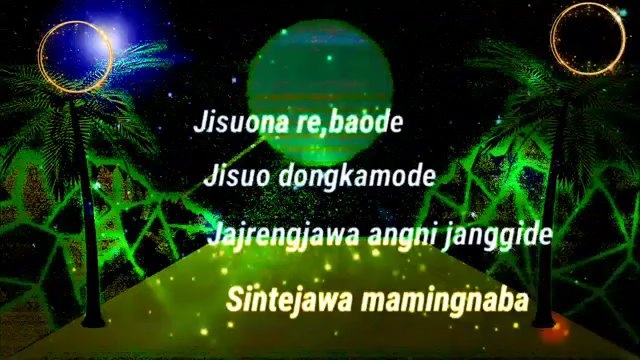 Jisuona re,baode
Jisuo dongkamode
Jajrengjawa angni janggide
Sintejawa mamingnaba